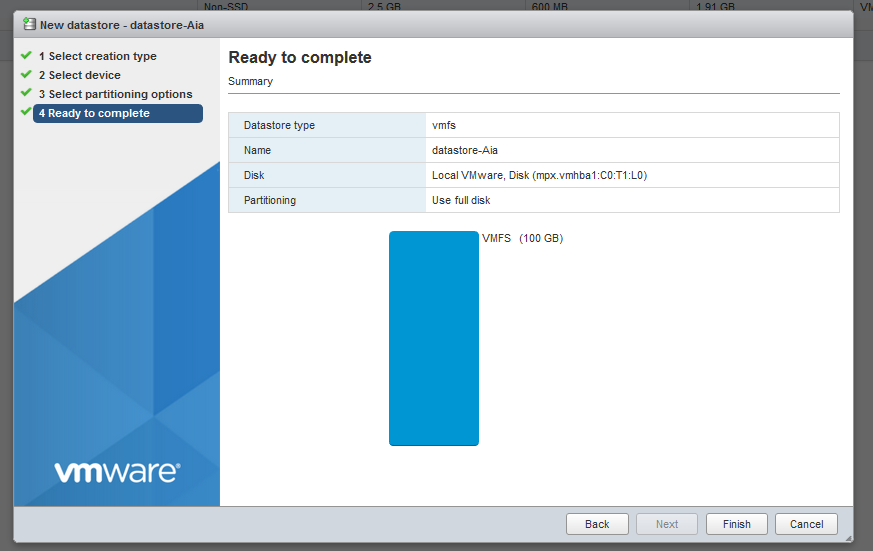 Non-SSD 2.5 GB 600 MB 1.91 GB VM
New datastore - datastore-Aia
1 Select creation type
2 Select device
3 Select partitioning options
4 Ready to complete
Ready to complete
Summary
Datastore type vmfs
Name datastore-Aia
Disk Local VMware, Disk (mpx.vmhba1:C0:T1:L0)
Partitioning Use full disk
VMFS (100 GB)
vmware®
Back Next Finish Cancel